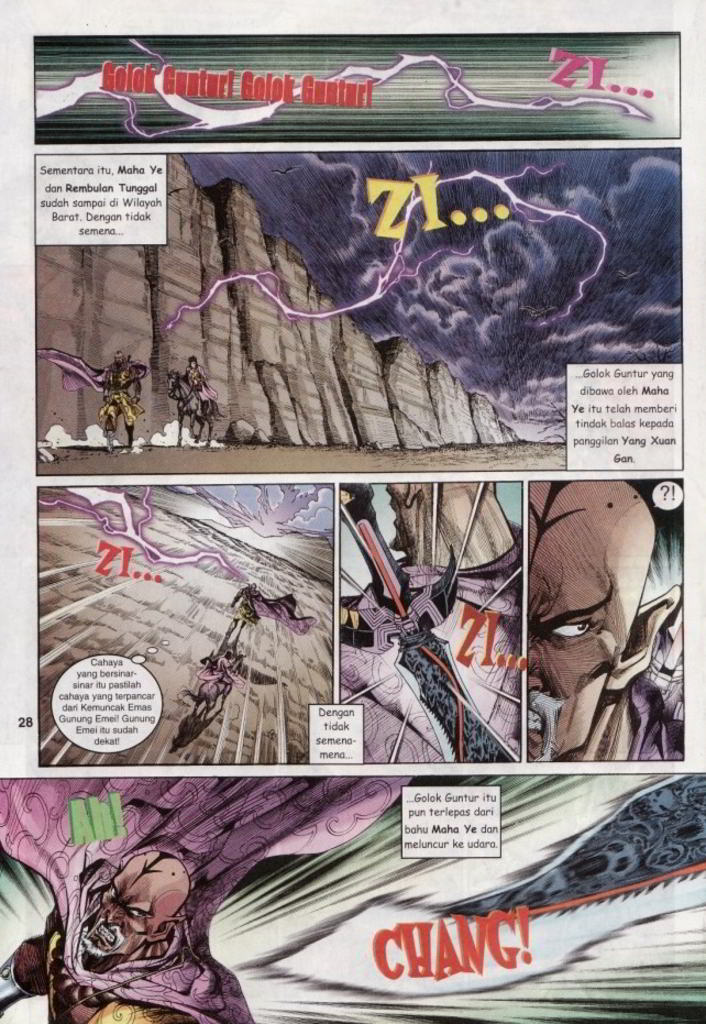 Golok Guntur! Golok Guntur!
ZI...
Sementara itu, Maha Ye
dan Rembulan Tunggal
sudah sampai di Wilayah
Barat. Dengan tidak
semena...
ZI...
...Golok Guntur yang
dibawa oleh Maha
Ye itu telah memberi
tindak balas kepada
panggilan Yang Xuan
Gan.
ZI...
Cahaya
yang bersinar-
sinar itu pastilah
cahaya yang terpancar
dari Kemuncak Emas
Gunung Emei! Gunung
Emei itu sudah
dekat!
ZI...
Dengan
tidak
semena-
mena...
?!
28
Ah!
...Golok Guntur itu
pun terlepas dari
bahu Maha Ye dan
meluncur ke udara.
CHANG!